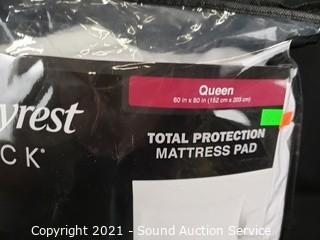 Queen
60 in x 80 in (152 cm x 203 cm)
yrest
CK®
TOTAL PROTECTION
MATTRESS PAD
Copyright 2021 - Sound Auction Service